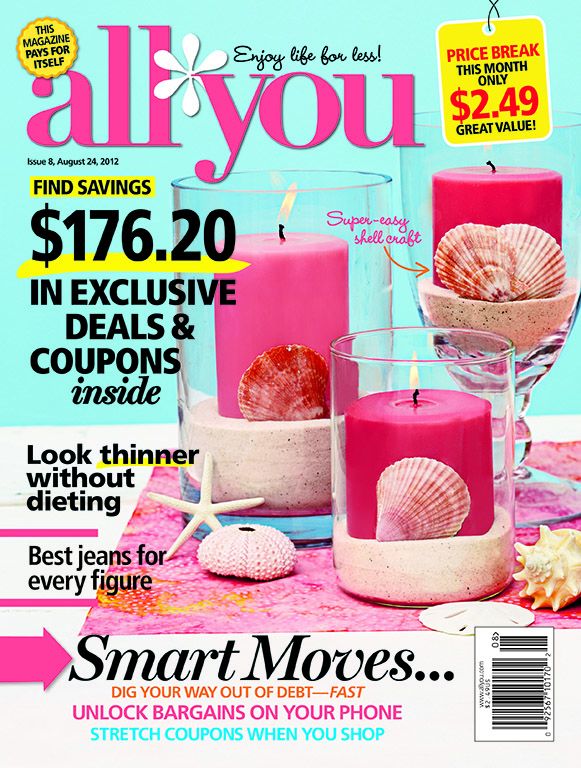 THIS
MAGAZINE
PAYS FOR
ITSELF
Enjoy life for less!
all you
PRICE BREAK
THIS MONTH
ONLY
$2.49
GREAT VALUE!
Issue 8, August 24, 2012
FIND SAVINGS
$176.20
IN EXCLUSIVE
DEALS &
COUPONS
inside
Super-easy
shell craft
Look thinner
without
dieting
Best jeans for
every figure
Smart Moves...
DIG YOUR WAY OUT OF DEBT—FAST
UNLOCK BARGAINS ON YOUR PHONE
STRETCH COUPONS WHEN YOU SHOP
www.allyou.com
$2.49US
08>
0 92567 10170 2